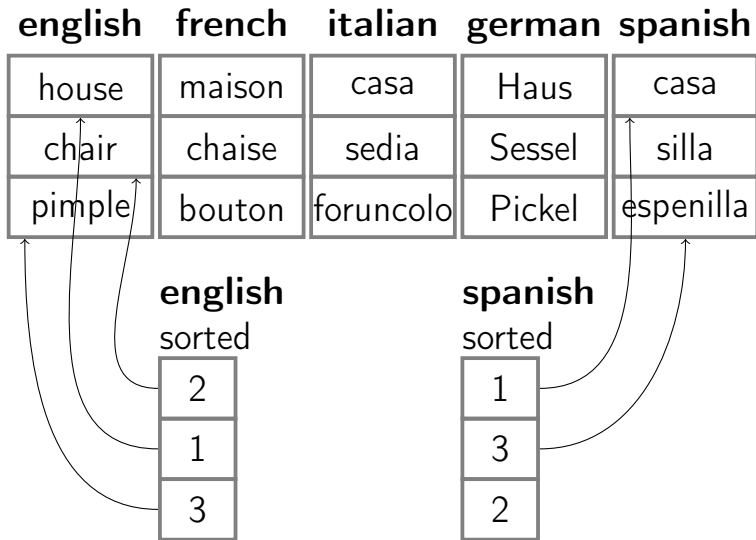 english french italian german spanish
house maison casa Haus casa
chair chaise sedia Sessel silla
pimple bouton foruncolo Pickel espenilla
english spanish
sorted sorted
2 1
1 3
3 2